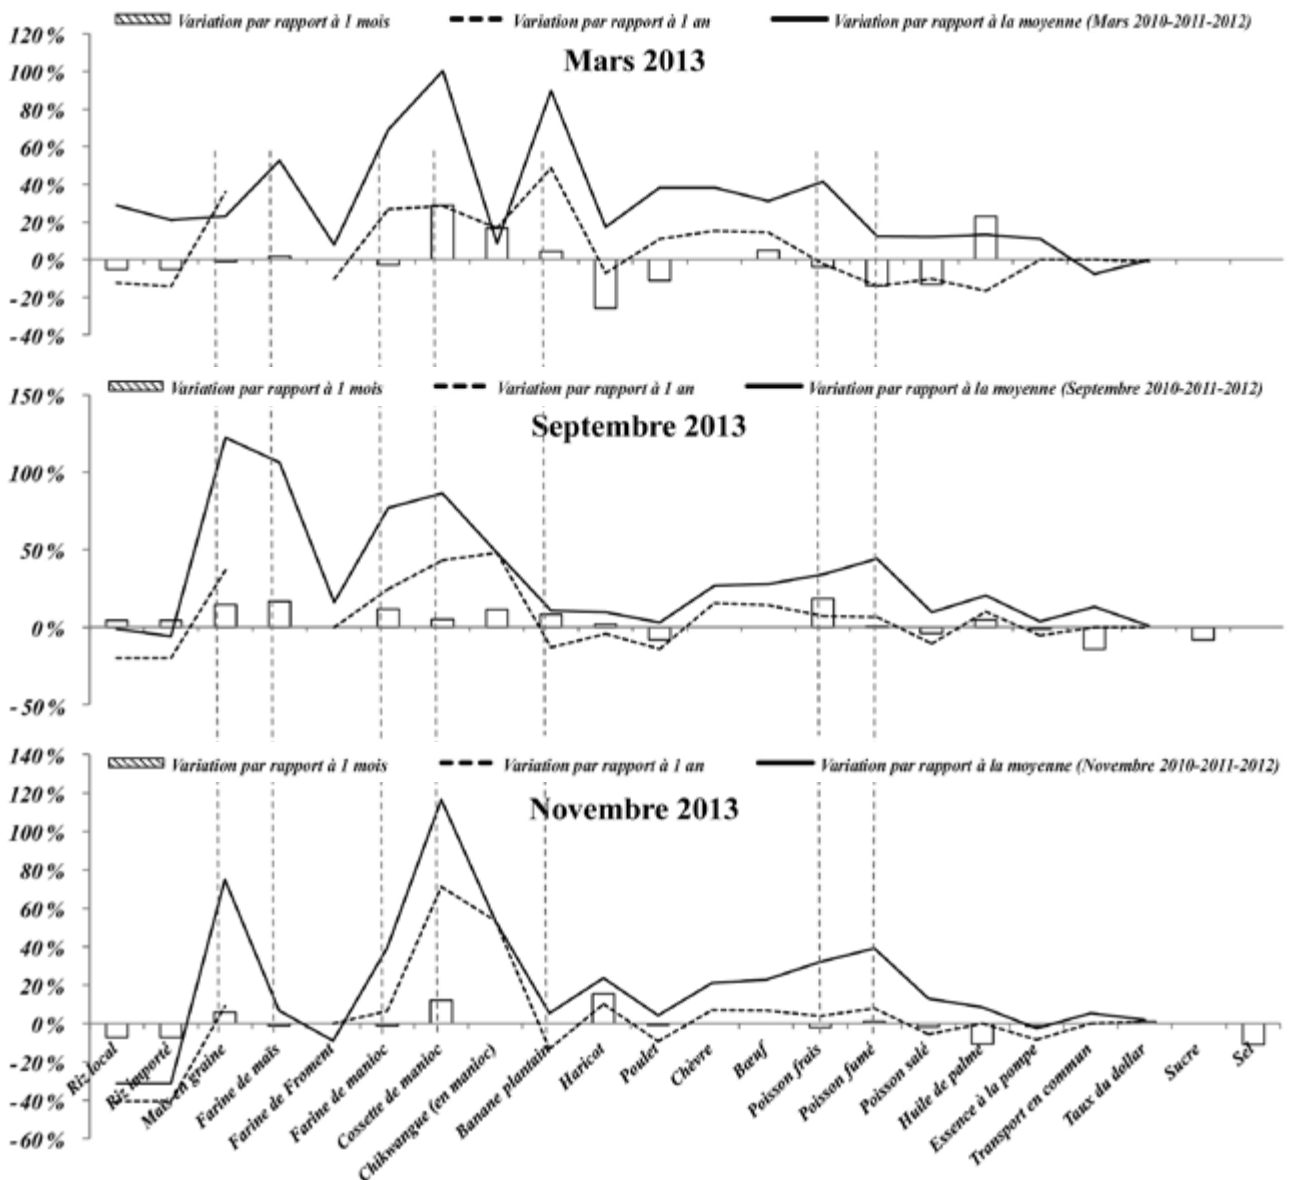 Variation par rapport à 1 mois Variation par rapport à 1 an Variation par rapport à la moyenne (Mars 2010-2011-2012)
Mars 2013
120%
100%
80%
60%
40%
20%
0%
-20%
-40%
Variation par rapport à 1 mois Variation par rapport à 1 an Variation par rapport à la moyenne (Septembre 2010-2011-2012)
Septembre 2013
150%
100%
50%
0%
-50%
Variation par rapport à 1 mois Variation par rapport à 1 an Variation par rapport à la moyenne (Novembre 2010-2011-2012)
Novembre 2013
140%
120%
100%
80%
60%
40%
20%
0%
-20%
-40%
-60%
Riz local
Riz importé
Maïs en graine
Farine de maïs
Farine de Froment
Farine de manioc
Cossette de manioc
Chikwangue (en manioc)
Banane plantain
Haricot
Poulet
Chèvre
Bœuf
Poisson frais
Poisson fumé
Poisson salé
Huile de palme
Essence à la pompe
Transport en commun
Taux du dollar
Sucre
Sel